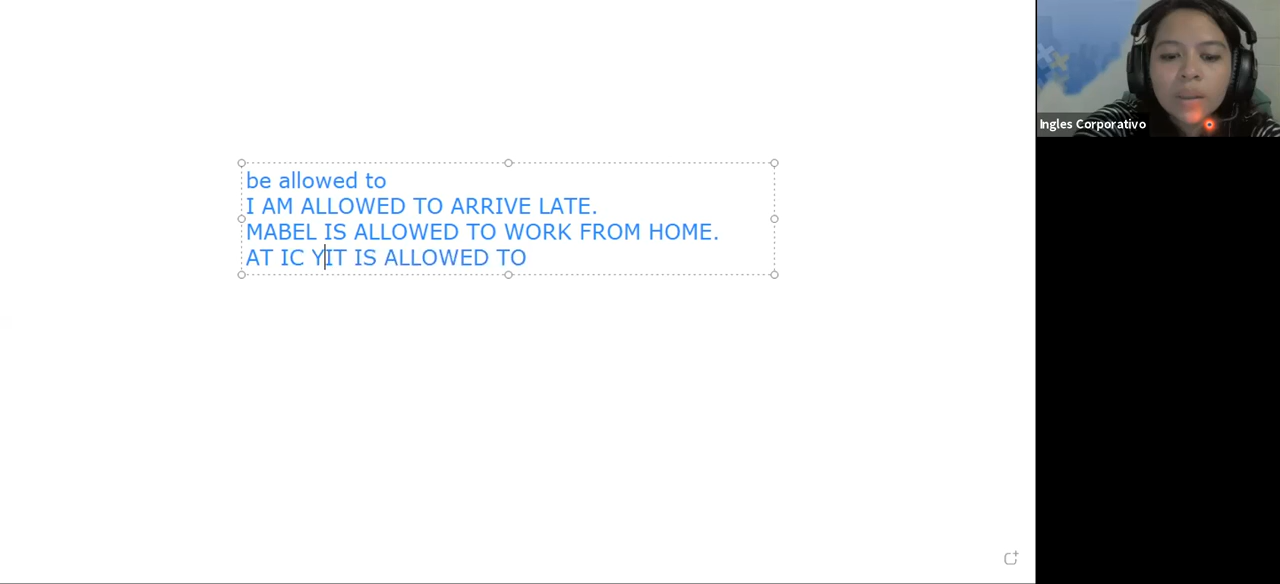 be allowed to
I AM ALLOWED TO ARRIVE LATE.
MABEL IS ALLOWED TO WORK FROM HOME.
AT IC YIT IS ALLOWED TO
Ingles Corporativo